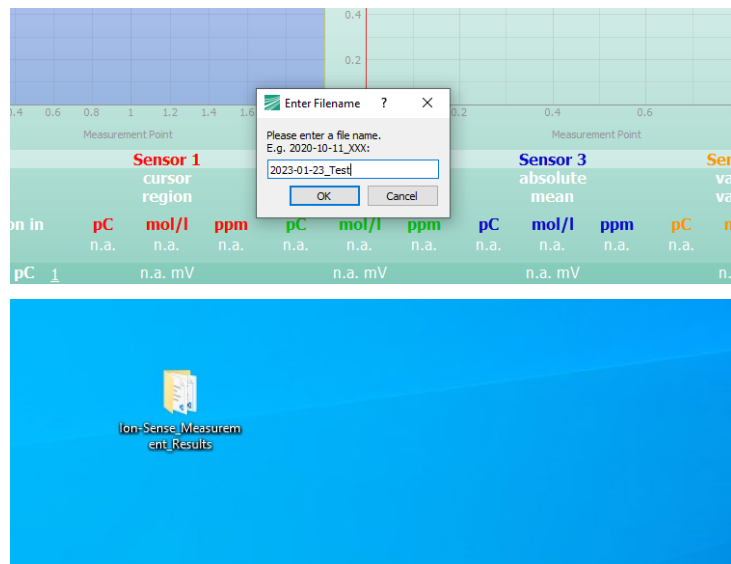 0.4
0.2
0.4 0.6 0.8 1 1.2 1.4 1.6 0.2 0.4 0.6
Measurement Point Measurement Point
Enter Filename ? ×
Please enter a file name.
E.g. 2020-10-11_XXX:
2023-01-23_Test
OK Cancel
Sensor 1 Sensor 3
cursor absolute
region mean
in pC mol/l ppm pC mol/l ppm pC mol/l ppm pC
n.a. n.a. n.a. n.a. n.a. n.a. n.a. n.a. n.a. n.a.
pC 1 n.a. mV n.a. mV n.a. mV
Ion-Sense_Measurem
ent_Results